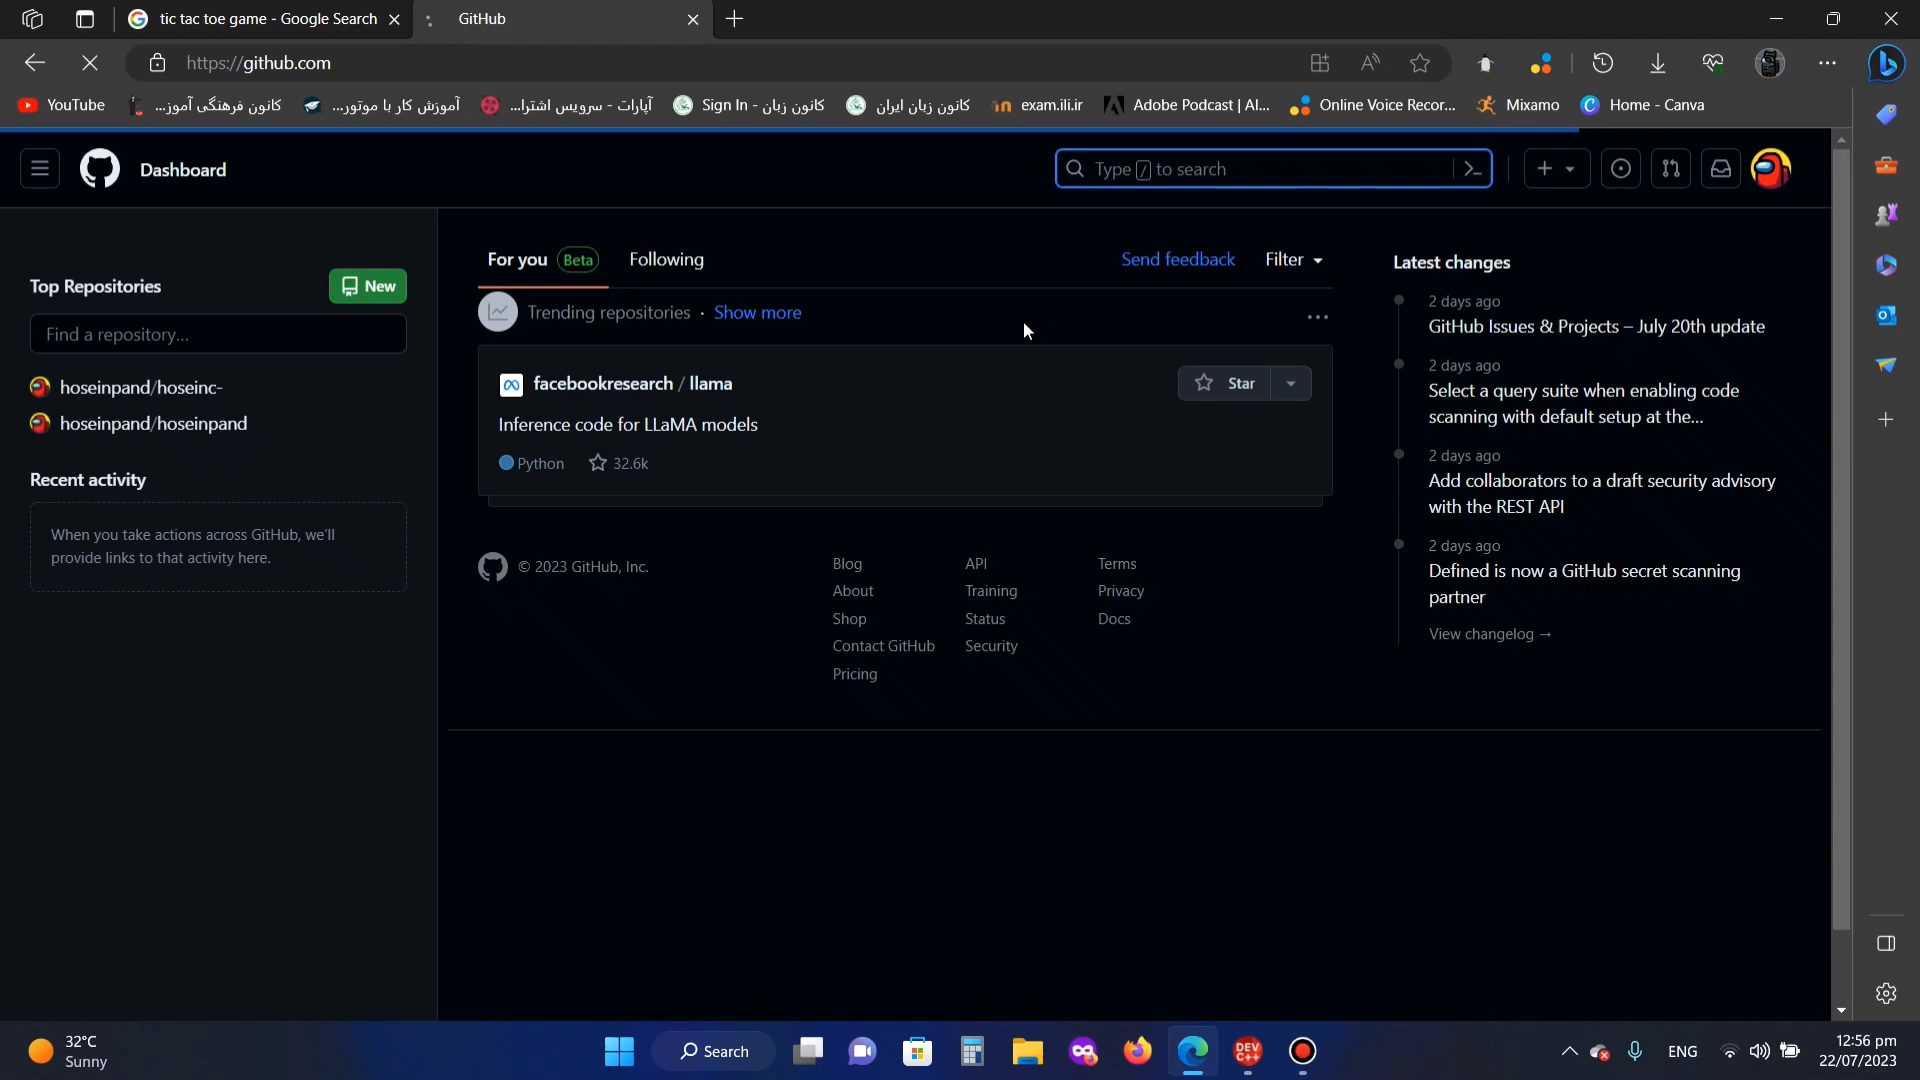 tic tac toe game - Google Search
GitHub
https://github.com
YouTube
کانون فرهنگی آموز...
آموزش کار با موتور...
آپارات - سرویس اشترا...
Sign In - کانون زبان
کانون زبان ایران
exam.ili.ir
Adobe Podcast | AI...
Online Voice Recor...
Mixamo
Home - Canva
Dashboard
Type / to search
Top Repositories
New
Find a repository...
hoseinpand/hoseinc-
hoseinpand/hoseinpand
Recent activity
When you take actions across GitHub, we'll
provide links to that activity here.
For you Beta
Following
Send feedback
Filter
Trending repositories · Show more
facebookresearch / llama
Star
Inference code for LLaMA models
Python
32.6k
© 2023 GitHub, Inc.
Blog
About
Shop
Contact GitHub
Pricing
API
Training
Status
Security
Terms
Privacy
Docs
Latest changes
2 days ago
GitHub Issues & Projects – July 20th update
2 days ago
Select a query suite when enabling code
scanning with default setup at the...
2 days ago
Add collaborators to a draft security advisory
with the REST API
2 days ago
Defined is now a GitHub secret scanning
partner
View changelog →
32°C
Sunny
Search
DEV
C++
ENG
12:56 pm
22/07/2023